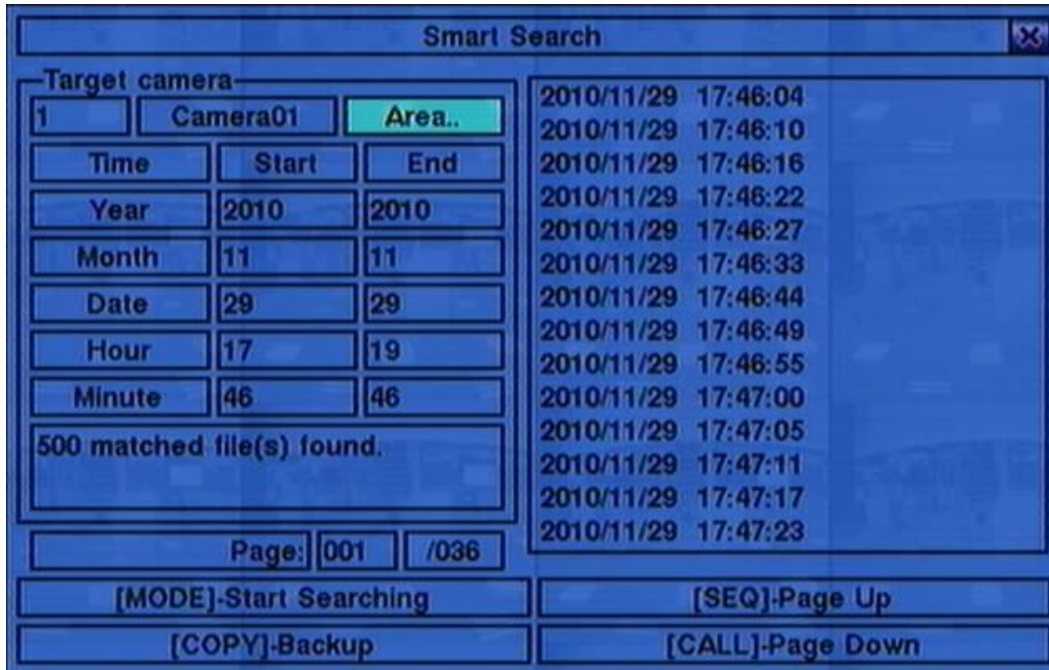 Smart Search
Target camera
1 Camera01 Area..
Time Start End
Year 2010 2010
Month 11 11
Date 29 29
Hour 17 19
Minute 46 46
500 matched file(s) found.
Page: 001 /036
2010/11/29 17:46:04
2010/11/29 17:46:10
2010/11/29 17:46:16
2010/11/29 17:46:22
2010/11/29 17:46:27
2010/11/29 17:46:33
2010/11/29 17:46:44
2010/11/29 17:46:49
2010/11/29 17:46:55
2010/11/29 17:47:00
2010/11/29 17:47:05
2010/11/29 17:47:11
2010/11/29 17:47:17
2010/11/29 17:47:23
[MODE]-Start Searching
[SEQ]-Page Up
[COPY]-Backup
[CALL]-Page Down